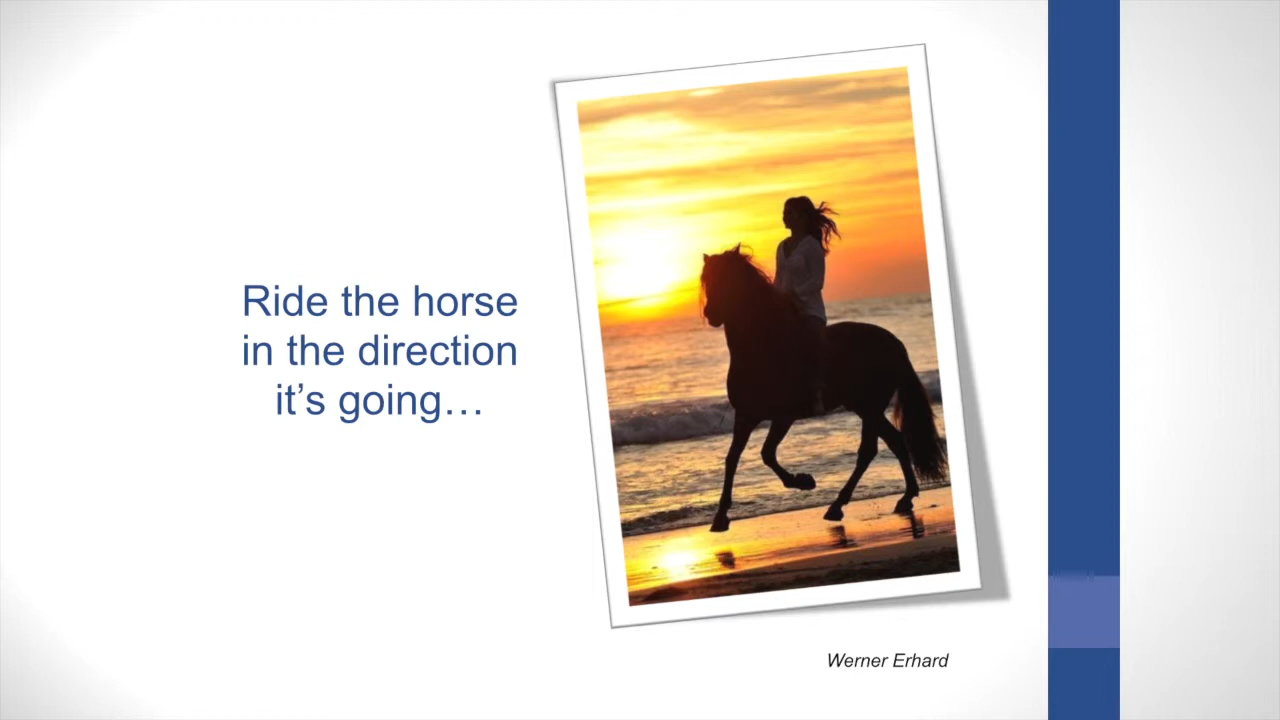 Ride the horse
in the direction
it’s going…
Werner Erhard